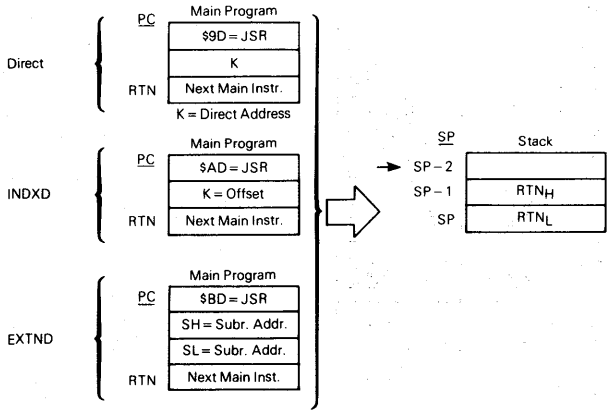 Direct
PC
Main Program
$9D = JSR
K
RTN
Next Main Instr.
K = Direct Address
INDXD
PC
Main Program
$AD = JSR
K = Offset
RTN
Next Main Instr.
EXTND
PC
Main Program
$BD = JSR
SH = Subr. Addr.
SL = Subr. Addr.
RTN
Next Main Inst.
SP
Stack
SP – 2
SP – 1
RTNH
SP
RTNL